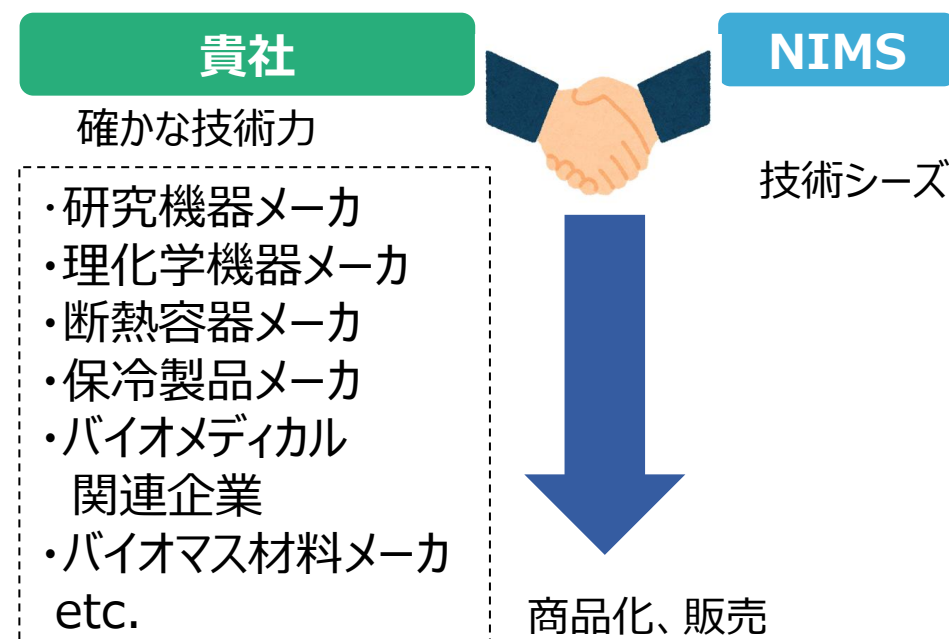 貴社
NIMS
確かな技術力
技術シーズ
・研究機器メーカ
・理化学機器メーカ
・断熱容器メーカ
・保冷製品メーカ
・バイオメディカル
関連企業
・バイオマス材料メーカ
etc.
商品化、販売